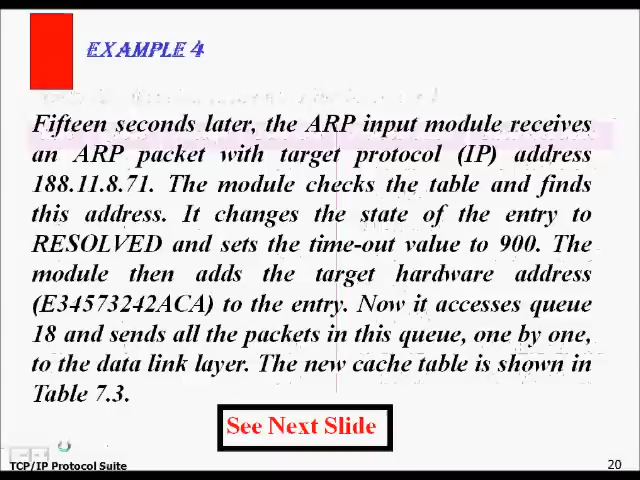 EXAMPLE 4
Fifteen seconds later, the ARP input module receives
an ARP packet with target protocol (IP) address
188.11.8.71. The module checks the table and finds
this address. It changes the state of the entry to
RESOLVED and sets the time-out value to 900. The
module then adds the target hardware address
(E34573242ACA) to the entry. Now it accesses queue
18 and sends all the packets in this queue, one by one,
to the data link layer. The new cache table is shown in
Table 7.3.
See Next Slide
TCP/IP Protocol Suite
20